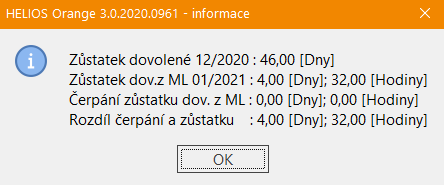 HELIOS Orange 3.0.2020.0961 - informace
Zůstatek dovolené 12/2020 : 46,00 [Dny]
Zůstatek dov.z ML 01/2021 : 4,00 [Dny]; 32,00 [Hodiny]
Čerpání zůstatku dov. z ML : 0,00 [Dny]; 0,00 [Hodiny]
Rozdíl čerpání a zůstatku : 4,00 [Dny]; 32,00 [Hodiny]
OK